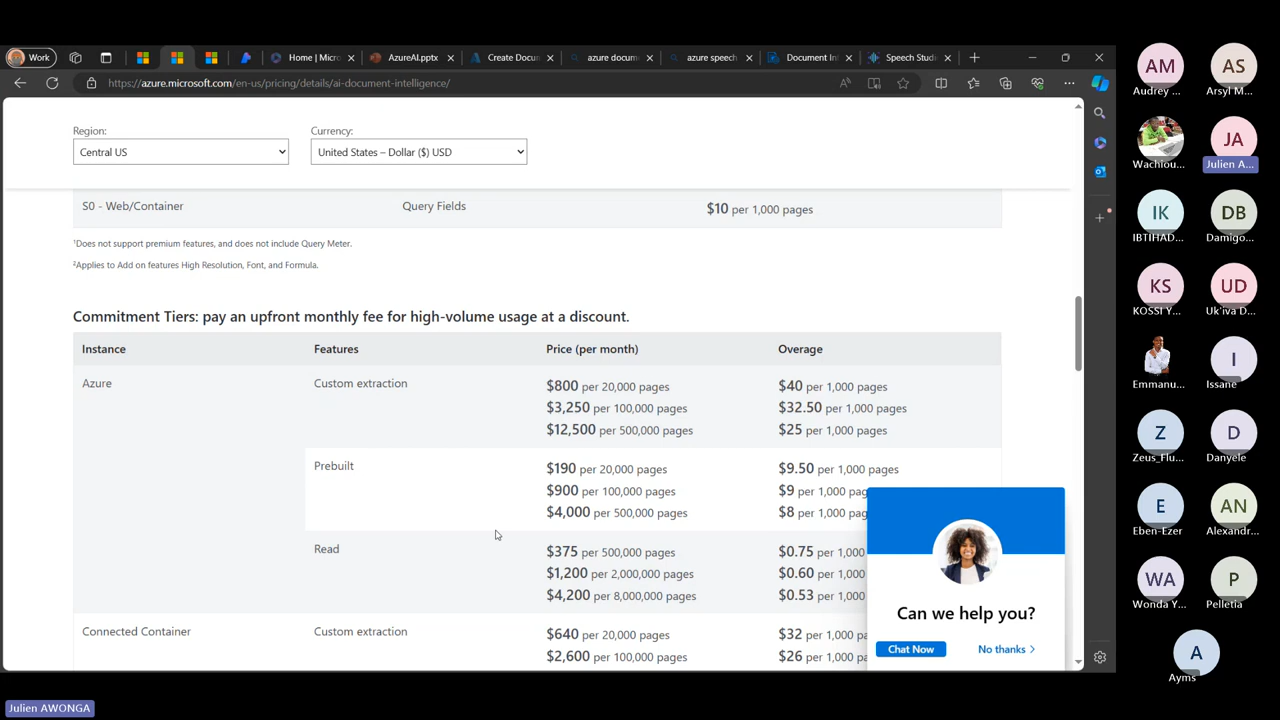 Work
Home | Micro
AzureAI.pptx
Create Docun
azure docum
azure speech
Document Int
Speech Studi
https://azure.microsoft.com/en-us/pricing/details/ai-document-intelligence/
Region:
Currency:
Central US
United States – Dollar ($) USD
S0 - Web/Container
Query Fields
$10 per 1,000 pages
¹Does not support premium features, and does not include Query Meter.
²Applies to Add on features High Resolution, Font, and Formula.
Commitment Tiers: pay an upfront monthly fee for high-volume usage at a discount.
Instance
Features
Price (per month)
Overage
Azure
Custom extraction
$800 per 20,000 pages
$40 per 1,000 pages
$3,250 per 100,000 pages
$32.50 per 1,000 pages
$12,500 per 500,000 pages
$25 per 1,000 pages
Prebuilt
$190 per 20,000 pages
$9.50 per 1,000 pages
$900 per 100,000 pages
$9 per 1,000 pag
$4,000 per 500,000 pages
$8 per 1,000 pag
Read
$375 per 500,000 pages
$0.75 per 1,000
$1,200 per 2,000,000 pages
$0.60 per 1,000
$4,200 per 8,000,000 pages
$0.53 per 1,000
Connected Container
Custom extraction
$640 per 20,000 pages
$32 per 1,000 pa
$2,600 per 100,000 pages
$26 per 1,000 pa
Can we help you?
Chat Now
No thanks
AM
Audrey ...
AS
Arsyl M...
Wachiou...
JA
Julien A...
IK
IBTIHAD...
DB
Damigo...
KS
KOSSI Y...
UD
Uk'iva D...
Emmanu...
I
Issane
Z
Zeus_Flu...
D
Danyele
E
Eben-Ezer
AN
Alexandr...
WA
Wonda Y...
P
Pelletia
A
Ayms
Julien AWONGA